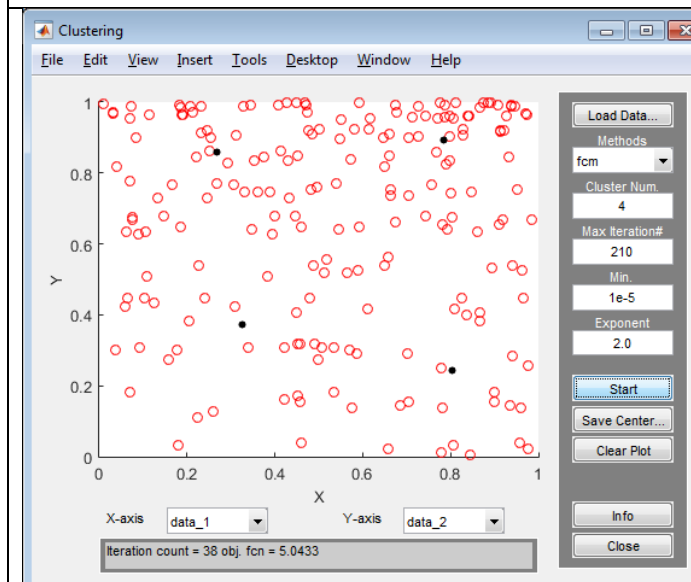 Clustering
File Edit View Insert Tools Desktop Window Help
1
0.8
0.6
0.4
0.2
0
Y
0 0.2 0.4 0.6 0.8 1
X
X-axis data_1 Y-axis data_2
Iteration count = 38 obj. fcn = 5.0433
Load Data...
Methods
fcm
Cluster Num.
4
Max Iteration#
210
Min.
1e-5
Exponent
2.0
Start
Save Center...
Clear Plot
Info
Close